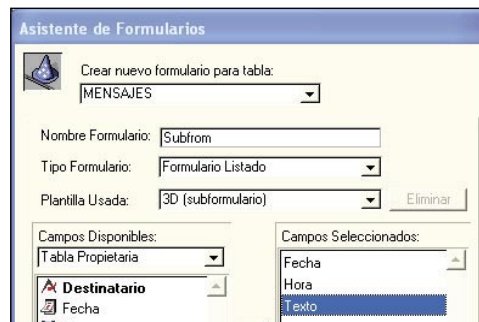 Asistente de Formularios
Crear nuevo formulario para tabla:
MENSAJES
Nombre Formulario: Subfrom
Tipo Formulario: Formulario Listado
Plantilla Usada: 3D (subformulario) Eliminar
Campos Disponibles:
Tabla Propietaria
Destinatario
Fecha
Campos Seleccionados:
Fecha
Hora
Texto